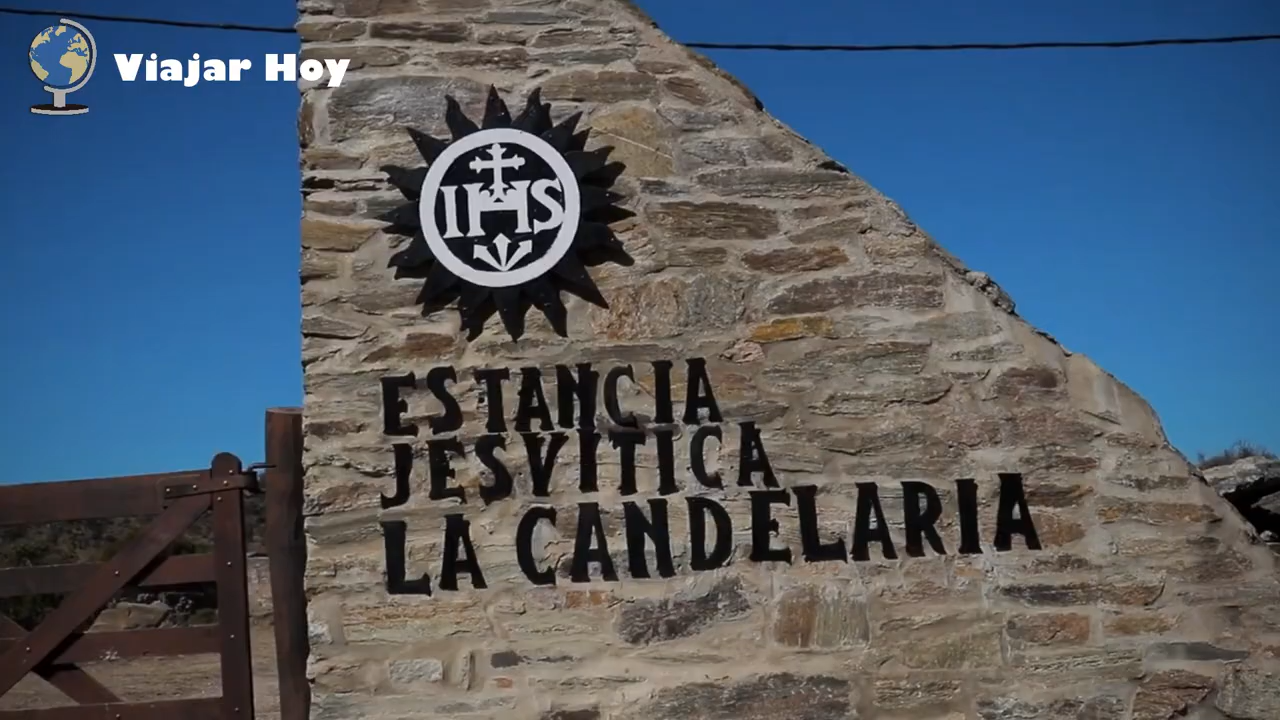 Viajar Hoy
IHS
ESTANCIA
JESVITICA
LA CANDELARIA